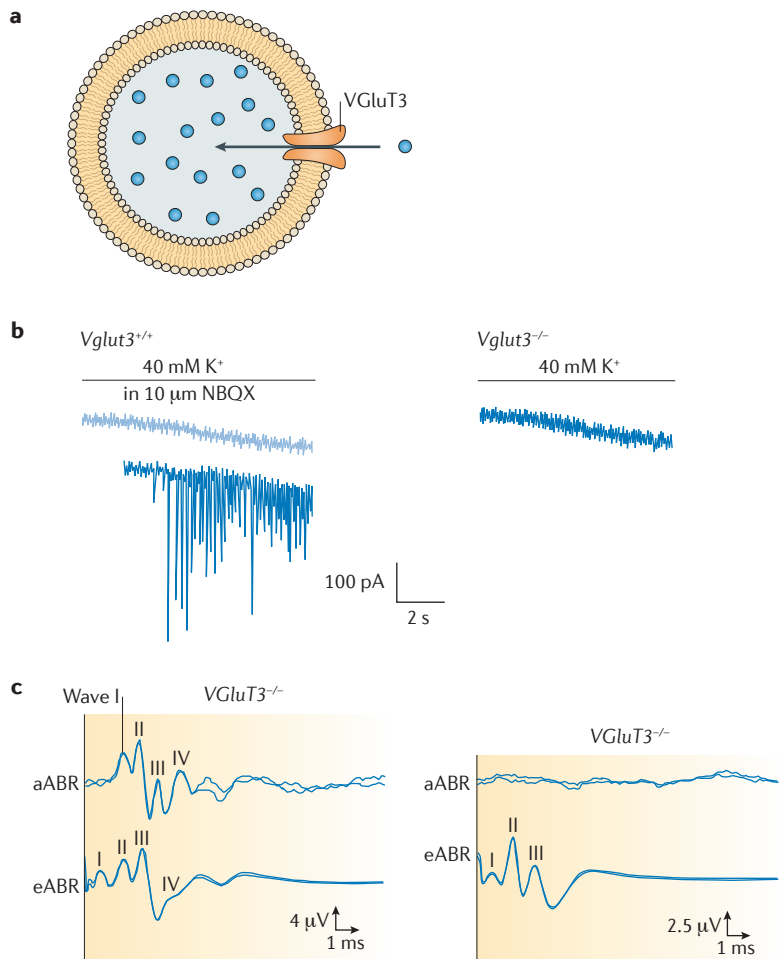 a
VGluT3
b
Vglut3+/+
40 mM K+
in 10 μm NBQX
Vglut3−/−
40 mM K+
100 pA
2 s
c
Wave I
VGluT3−/−
II
III
IV
aABR
I
II
III
IV
eABR
4 μV
1 ms
VGluT3−/−
aABR
I
II
III
eABR
2.5 μV
1 ms